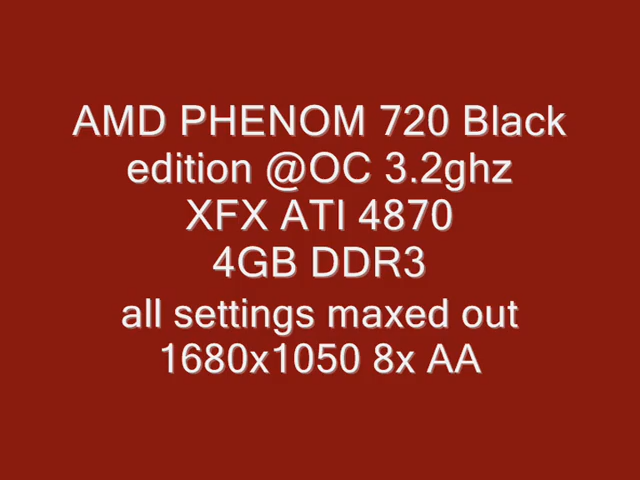 AMD PHENOM 720 Black
edition @OC 3.2ghz
XFX ATI 4870
4GB DDR3
all settings maxed out
1680x1050 8x AA